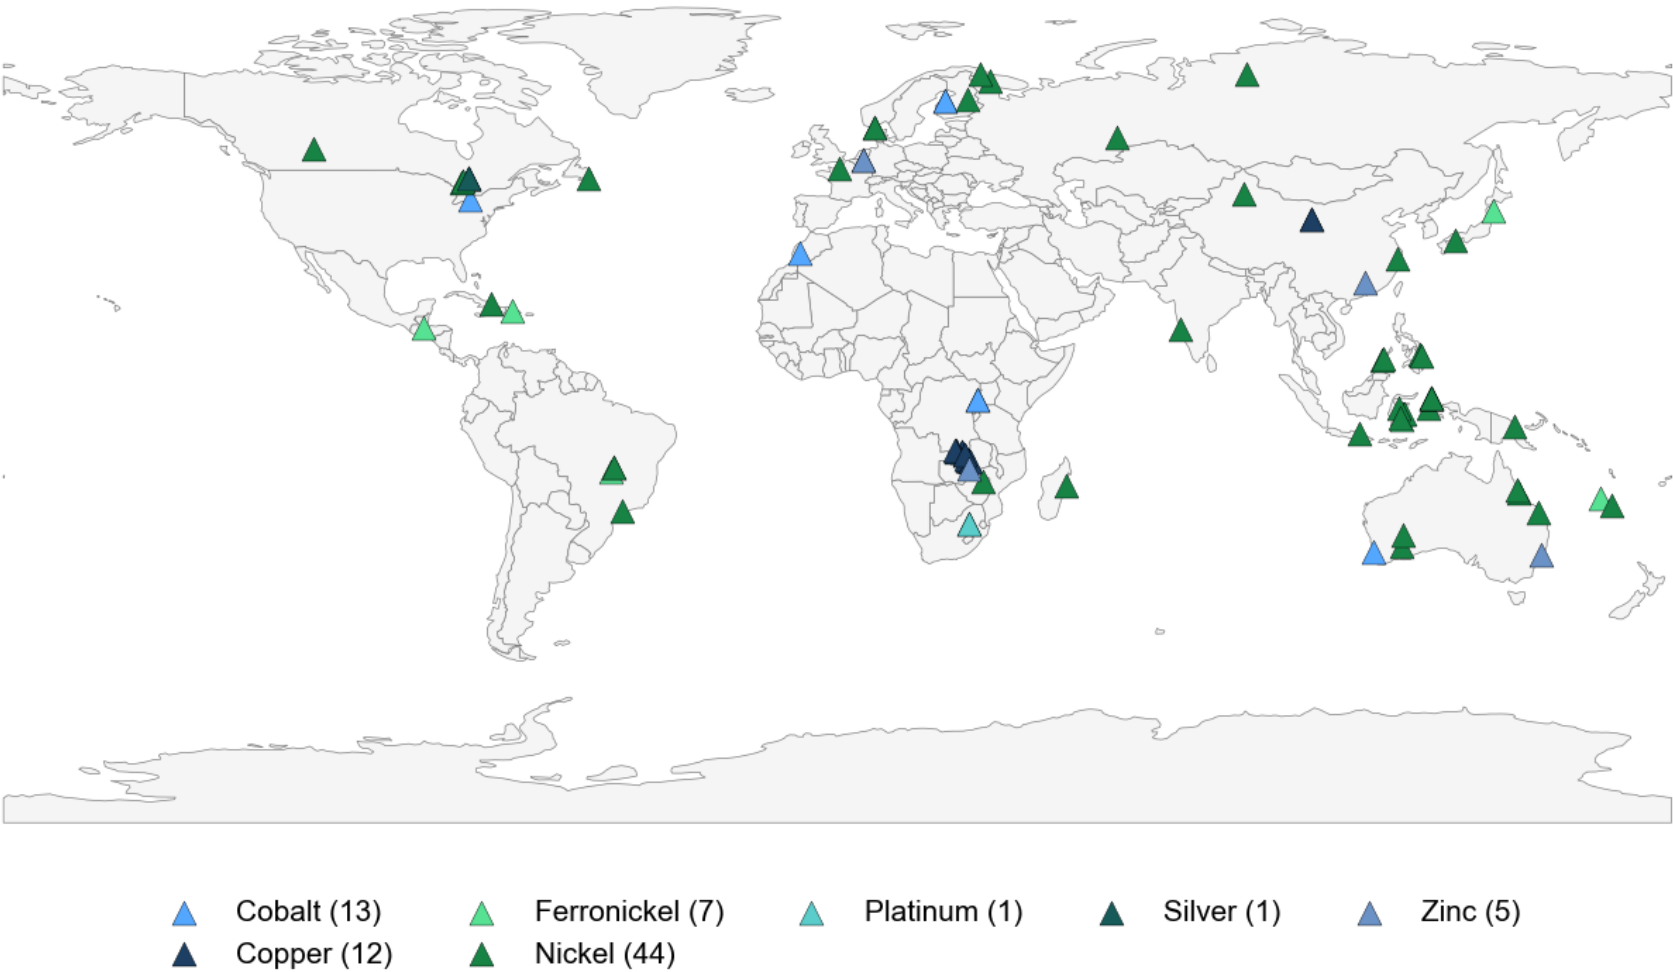 Cobalt (13) Ferronickel (7) Platinum (1) Silver (1) Zinc (5)
Copper (12) Nickel (44)